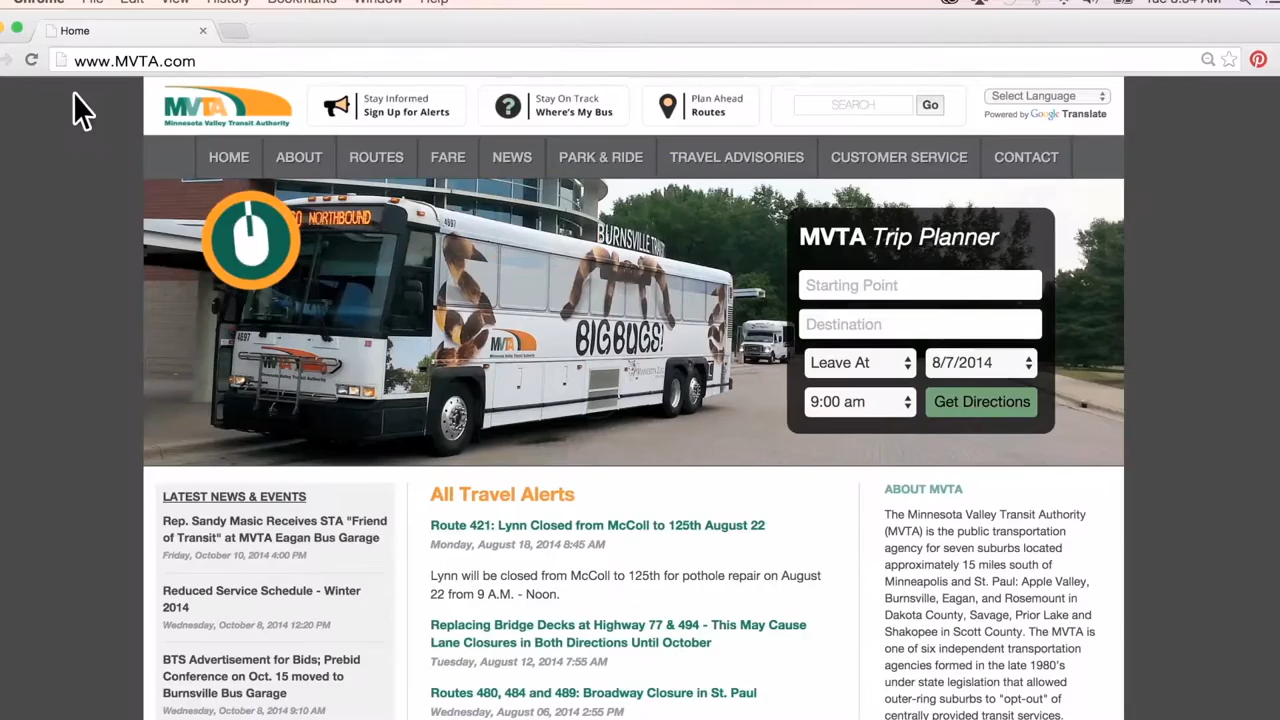 Chrome File Edit View History Bookmarks Window Help
Home
www.MVTA.com
MVTA
Minnesota Valley Transit Authority
Stay Informed
Sign Up for Alerts
Stay On Track
Where's My Bus
Plan Ahead
Routes
SEARCH
Go
Select Language
Powered by Google Translate
HOME
ABOUT
ROUTES
FARE
NEWS
PARK & RIDE
TRAVEL ADVISORIES
CUSTOMER SERVICE
CONTACT
NORTHBOUND
4697
BURNSVILLE
4697
MVTA
BIG BUGS!
MVTA
MVTA Trip Planner
Starting Point
Destination
Leave At
8/7/2014
9:00 am
Get Directions
LATEST NEWS & EVENTS
Rep. Sandy Masic Receives STA "Friend
of Transit" at MVTA Eagan Bus Garage
Friday, October 10, 2014 4:00 PM
Reduced Service Schedule - Winter
2014
Wednesday, October 8, 2014 12:20 PM
BTS Advertisement for Bids; Prebid
Conference on Oct. 15 moved to
Burnsville Bus Garage
Wednesday, October 8, 2014 9:10 AM
All Travel Alerts
Route 421: Lynn Closed from McColl to 125th August 22
Monday, August 18, 2014 8:45 AM
Lynn will be closed from McColl to 125th for pothole repair on August
22 from 9 A.M. - Noon.
Replacing Bridge Decks at Highway 77 & 494 - This May Cause
Lane Closures in Both Directions Until October
Tuesday, August 12, 2014 7:55 AM
Routes 480, 484 and 489: Broadway Closure in St. Paul
Wednesday, August 06, 2014 2:55 PM
ABOUT MVTA
The Minnesota Valley Transit Authority
(MVTA) is the public transportation
agency for seven suburbs located
approximately 15 miles south of
Minneapolis and St. Paul: Apple Valley,
Burnsville, Eagan, and Rosemount in
Dakota County, Savage, Prior Lake and
Shakopee in Scott County. The MVTA is
one of six independent transportation
agencies formed in the late 1980's
under state legislation that allowed
outer-ring suburbs to "opt-out" of
centrally provided transit services.